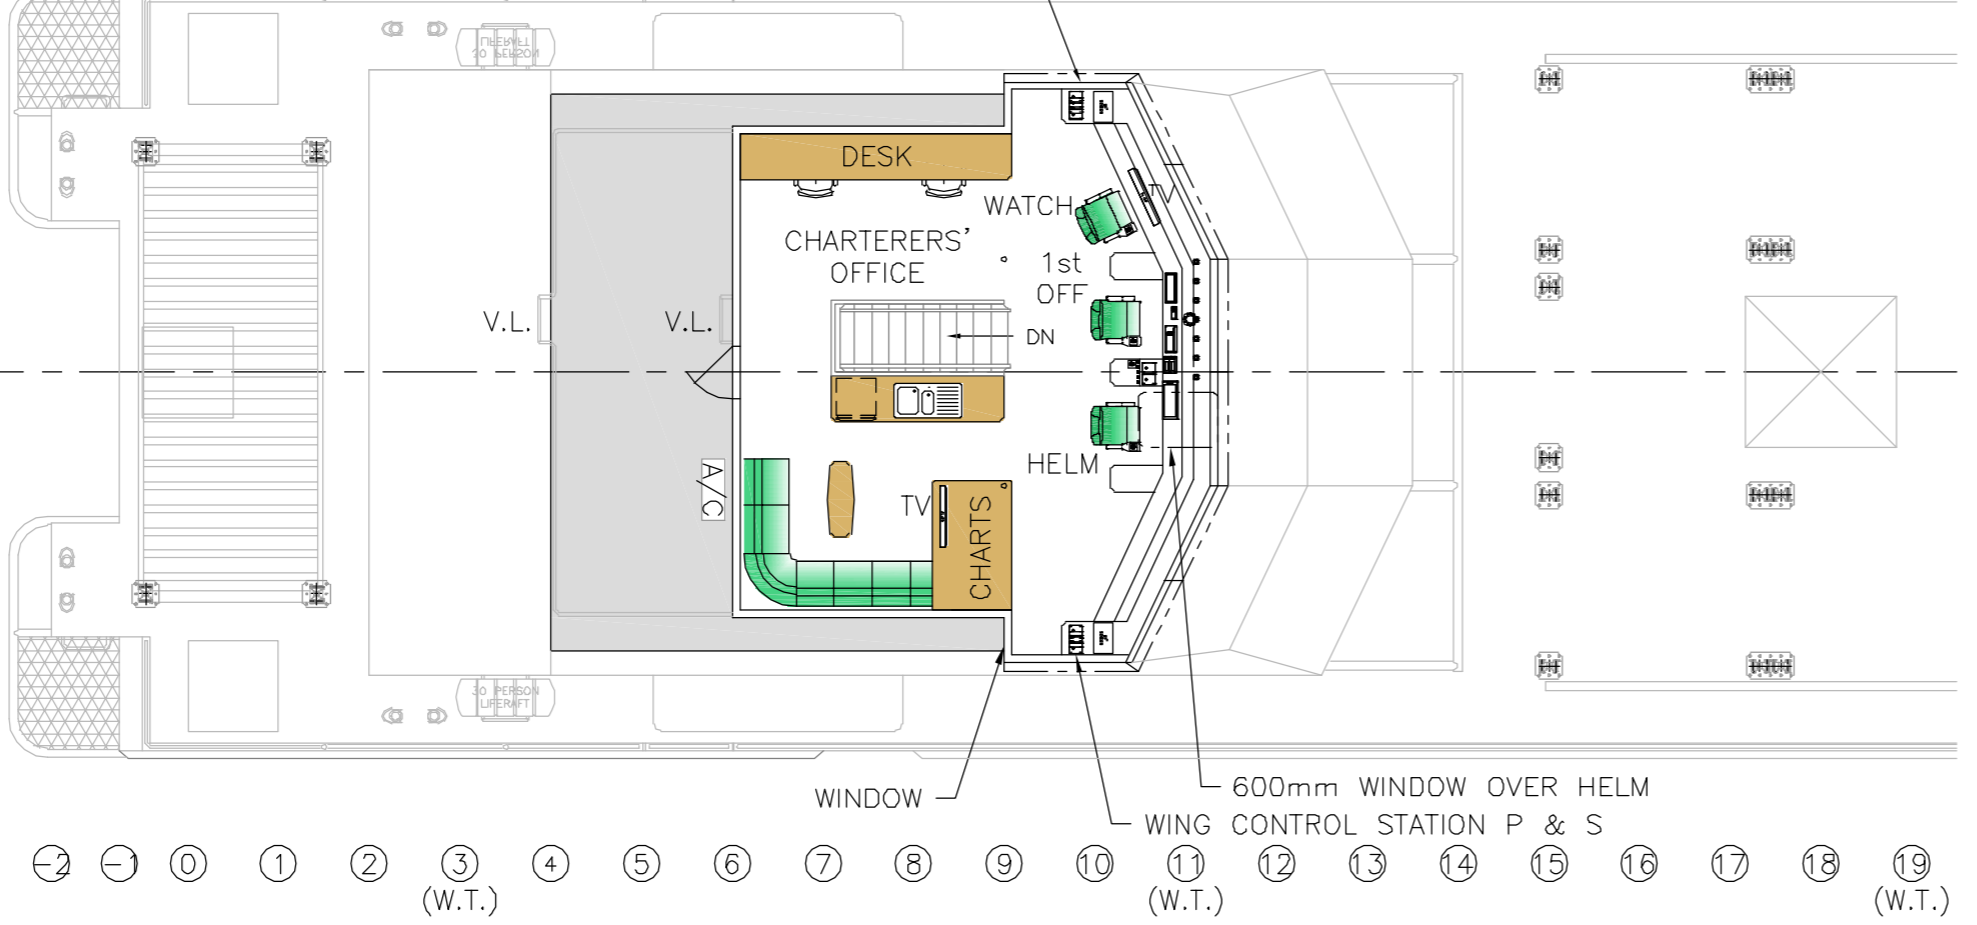 LIFERAFT
30 PERSON
DESK
WATCH
TV
CHARTERERS'
OFFICE
1st
OFF
V.L.
V.L.
DN
HELM
A/C
TV
CHARTS
30 PERSON
LIFERAFT
WINDOW
600mm WINDOW OVER HELM
WING CONTROL STATION P & S
-2 -1 0 1 2 3 4 5 6 7 8 9 10 11 12 13 14 15 16 17 18 19
(W.T.) (W.T.) (W.T.)